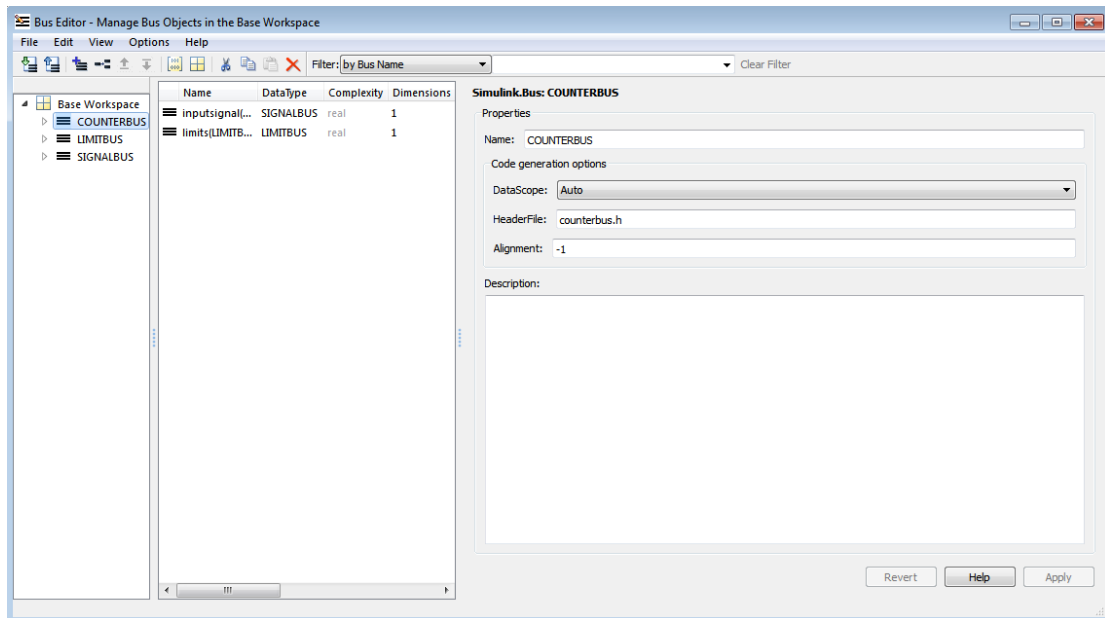 Bus Editor - Manage Bus Objects in the Base Workspace
File Edit View Options Help
Filter: by Bus Name Clear Filter
Base Workspace
COUNTERBUS
LIMITBUS
SIGNALBUS
Name DataType Complexity Dimensions
inputsignal(... SIGNALBUS real 1
limits(LIMITB... LIMITBUS real 1
Simulink.Bus: COUNTERBUS
Properties
Name: COUNTERBUS
Code generation options
DataScope: Auto
HeaderFile: counterbus.h
Alignment: -1
Description:
Revert Help Apply